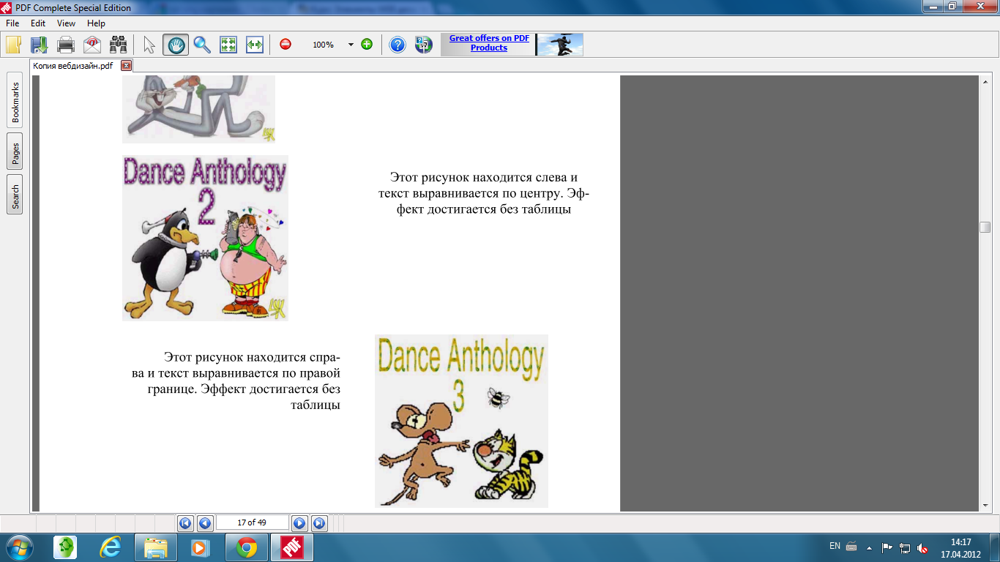 PDF Complete Special Edition
File Edit View Help
100%
Great offers on PDF
Products
Копия вебдизайн.pdf
Bookmarks
Pages
Search
Dance Anthology
2
Этот рисунок находится слева и
текст выравнивается по центру. Эф-
фект достигается без таблицы
Этот рисунок находится спра-
ва и текст выравнивается по правой
границе. Эффект достигается без
таблицы
Dance Anthology
3
17 of 49
PDF
EN
14:17
17.04.2012